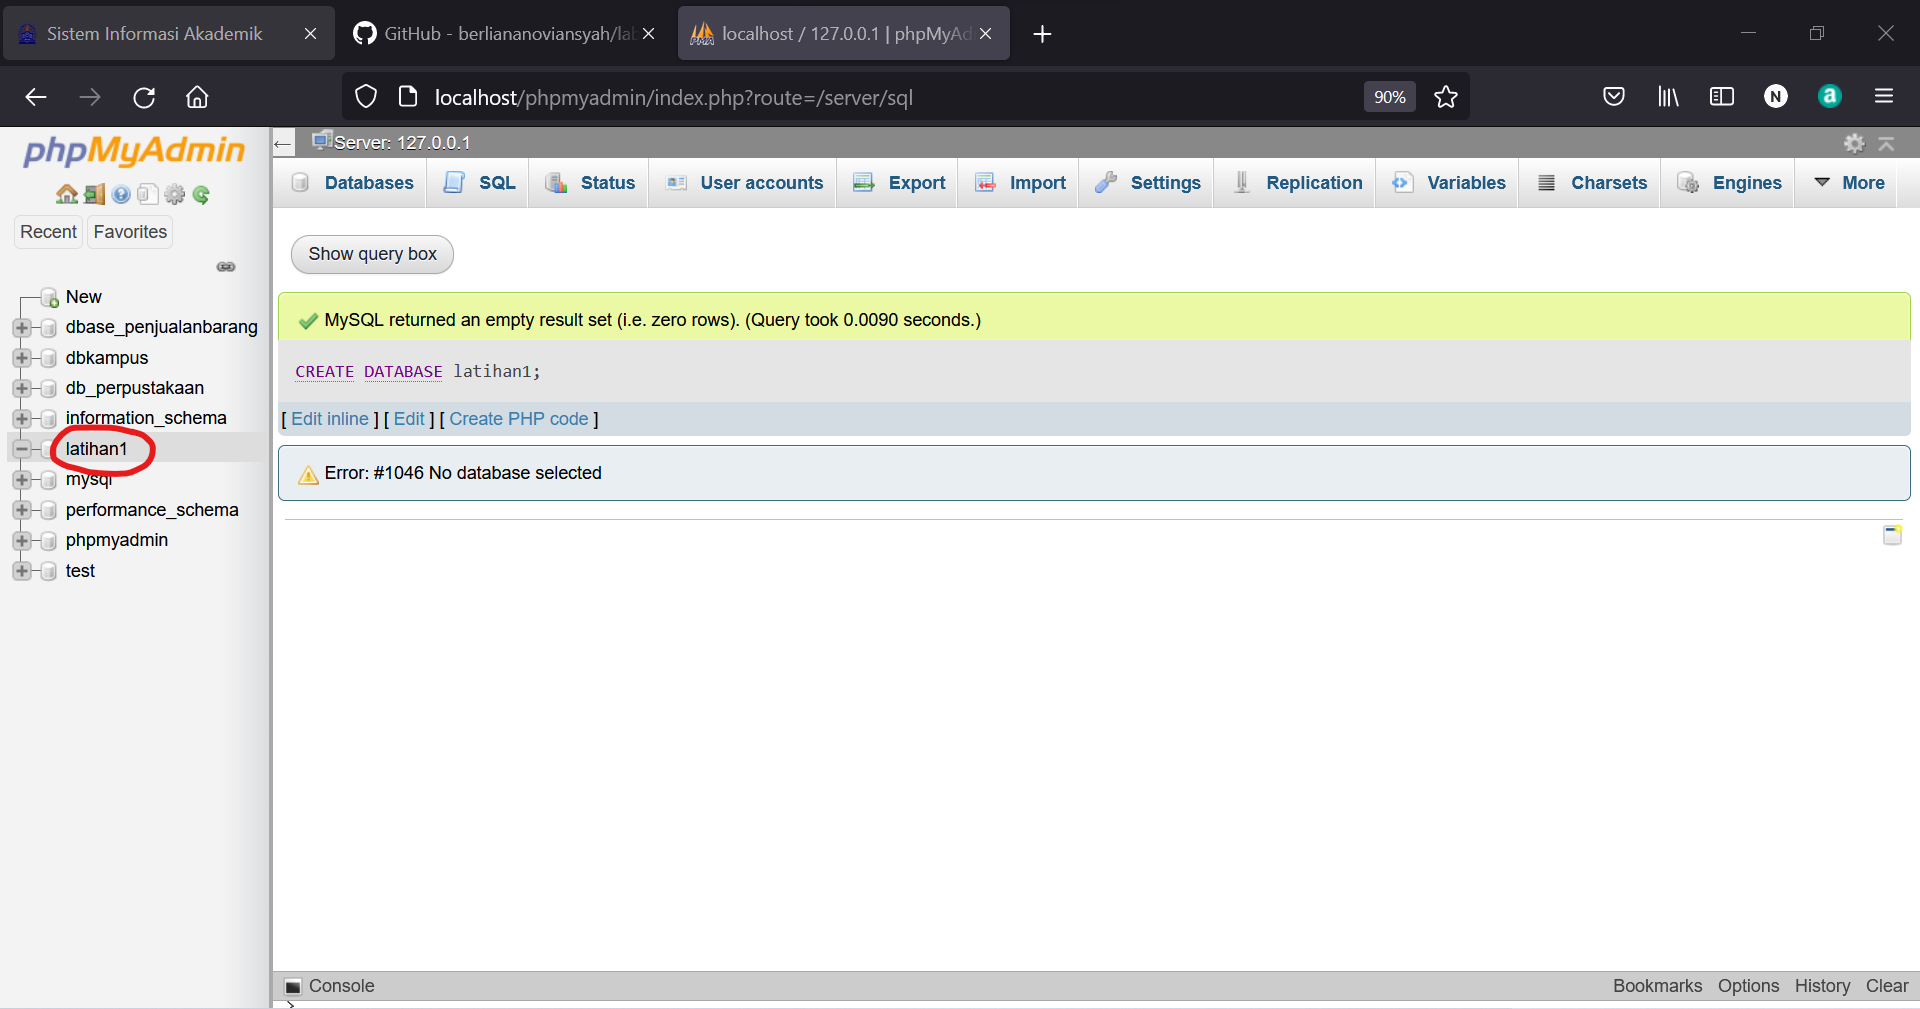 Sistem Informasi Akademik
GitHub - berliananoviansyah/lab
localhost / 127.0.0.1 | phpMyAd
localhost/phpmyadmin/index.php?route=/server/sql
90%
N
a
phpMyAdmin
Recent
Favorites
New
dbase_penjualanbarang
dbkampus
db_perpustakaan
information_schema
latihan1
mysql
performance_schema
phpmyadmin
test
Server: 127.0.0.1
Databases
SQL
Status
User accounts
Export
Import
Settings
Replication
Variables
Charsets
Engines
More
Show query box
MySQL returned an empty result set (i.e. zero rows). (Query took 0.0090 seconds.)
CREATE DATABASE latihan1;
[ Edit inline ] [ Edit ] [ Create PHP code ]
Error: #1046 No database selected
Console
Bookmarks Options History Clear
>